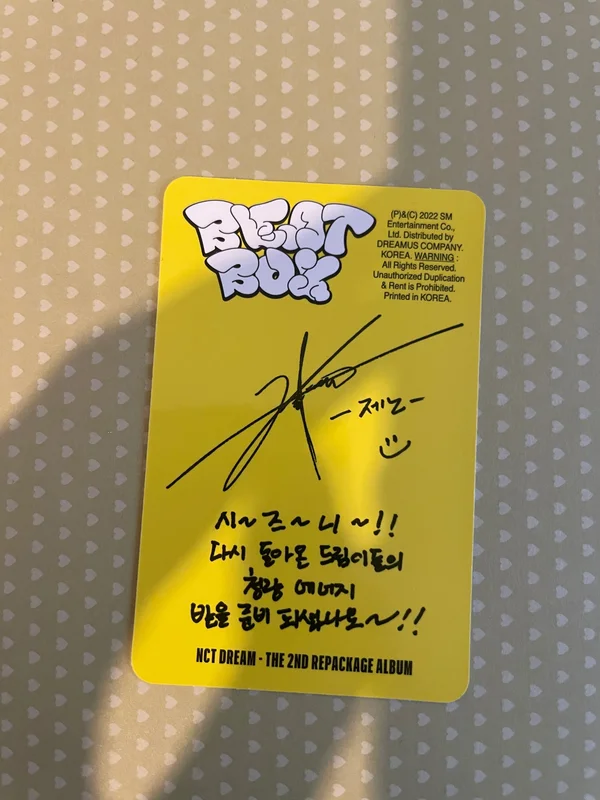 BEAT
BOX
(P)&(C) 2022 SM
Entertainment Co.,
Ltd. Distributed by
DREAMUS COMPANY.
KOREA. WARNING :
All Rights Reserved.
Unauthorized Duplication
& Rent is Prohibited.
Printed in KOREA.
- 제노 -
시~ 즈~ 니~!!
다시 돌아온 드림이들의
청량 에너지
받을 준비 되셨나요~!!
NCT DREAM - THE 2ND REPACKAGE ALBUM